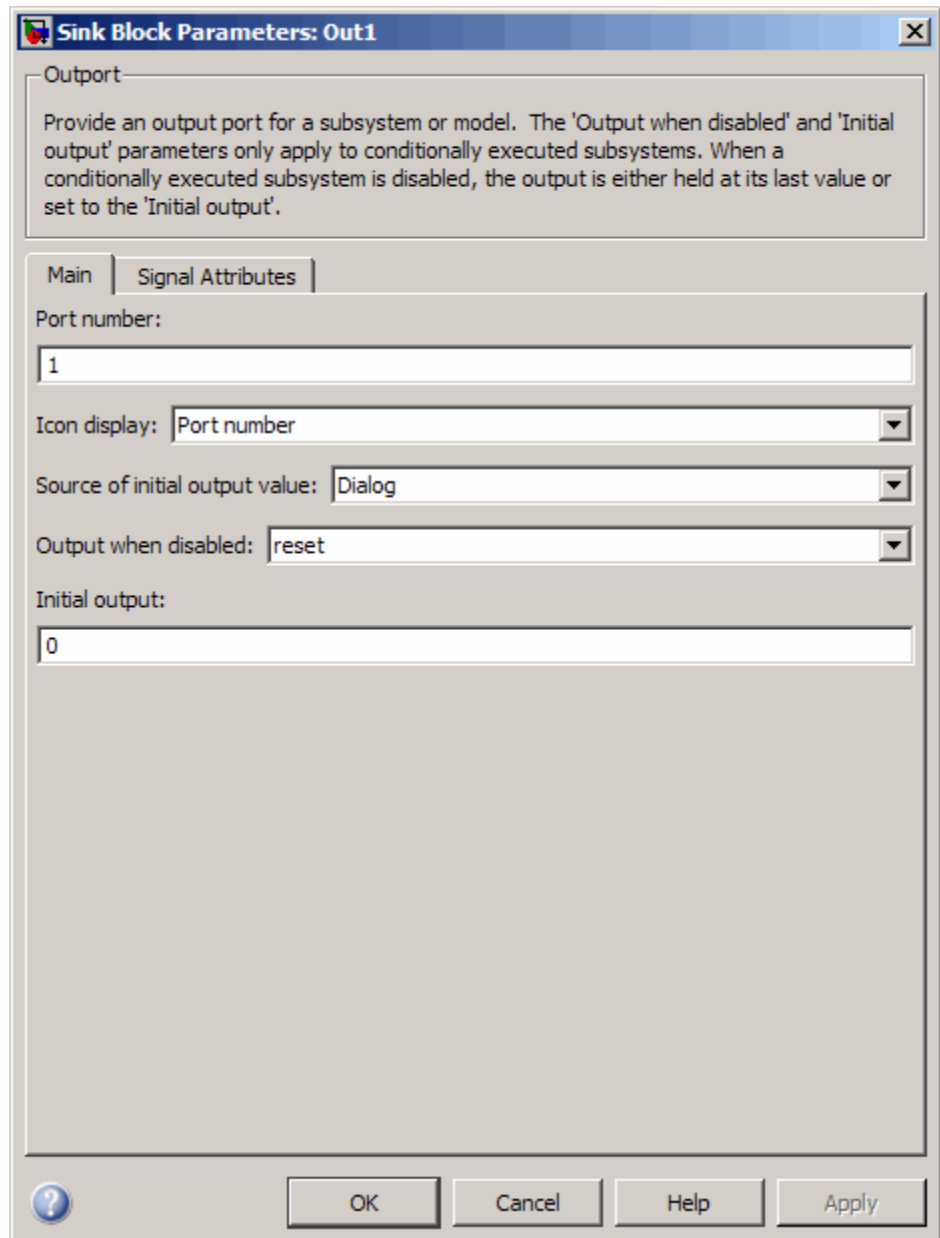 Sink Block Parameters: Out1
Outport
Provide an output port for a subsystem or model.  The 'Output when disabled' and 'Initial
output' parameters only apply to conditionally executed subsystems. When a
conditionally executed subsystem is disabled, the output is either held at its last value or
set to the 'Initial output'.
Main
Signal Attributes
Port number:
1
Icon display: Port number
Source of initial output value: Dialog
Output when disabled: reset
Initial output:
0
?
OK
Cancel
Help
Apply